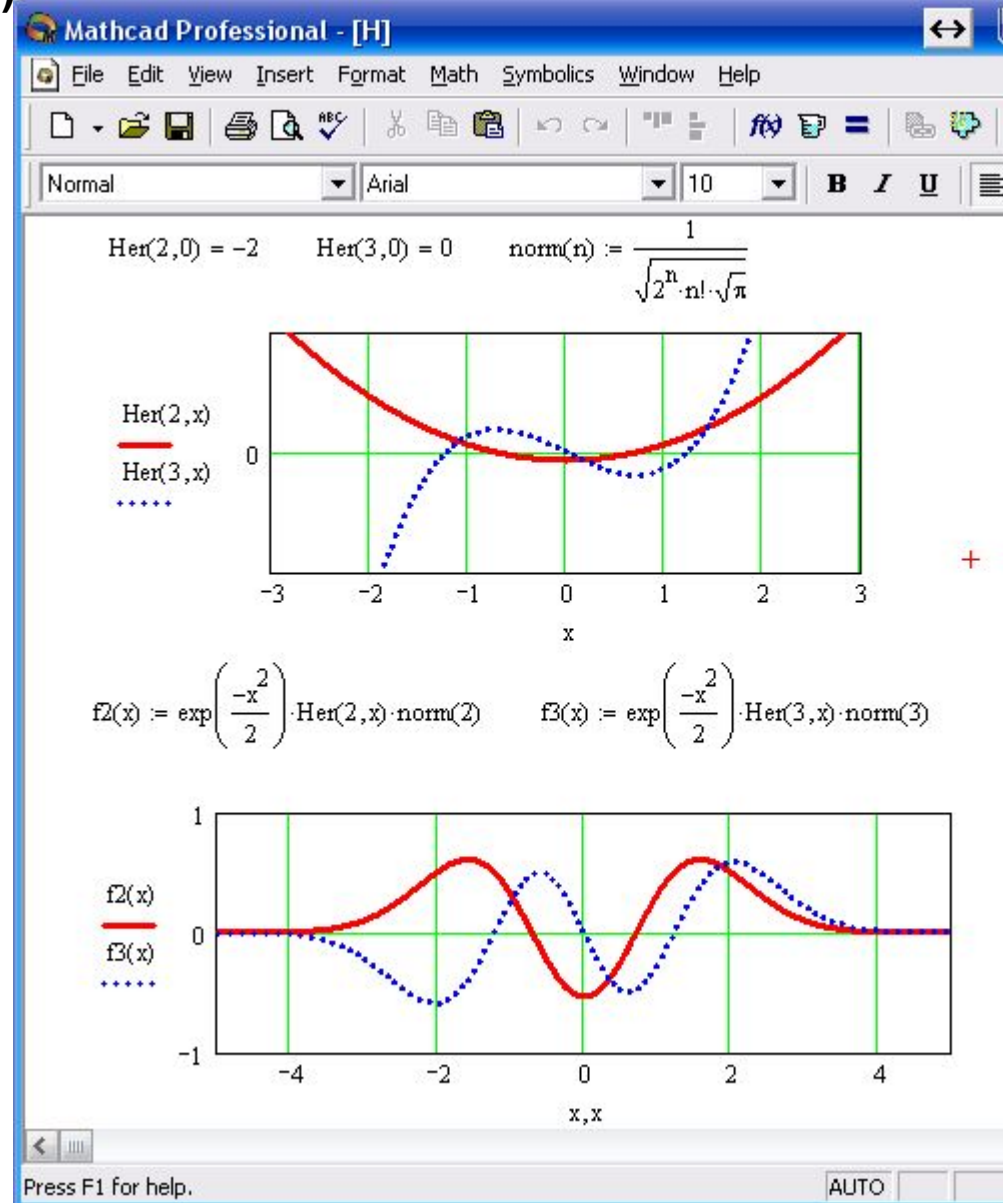 )
Mathcad Professional - [H]
File Edit View Insert Format Math Symbolics Window Help
ABC f(x) =
Normal Arial 10 B I U
Her(2,0) = −2 Her(3,0) = 0 norm(n) := 1/√(2^n·n!·√π)
Her(2,x)
Her(3,x)
0
−3 −2 −1 0 1 2 3
x
f2(x) := exp(−x^2/2)·Her(2,x)·norm(2) f3(x) := exp(−x^2/2)·Her(3,x)·norm(3)
1
f2(x)
0
f3(x)
−1
−4 −2 0 2 4
x,x
Press F1 for help. AUTO